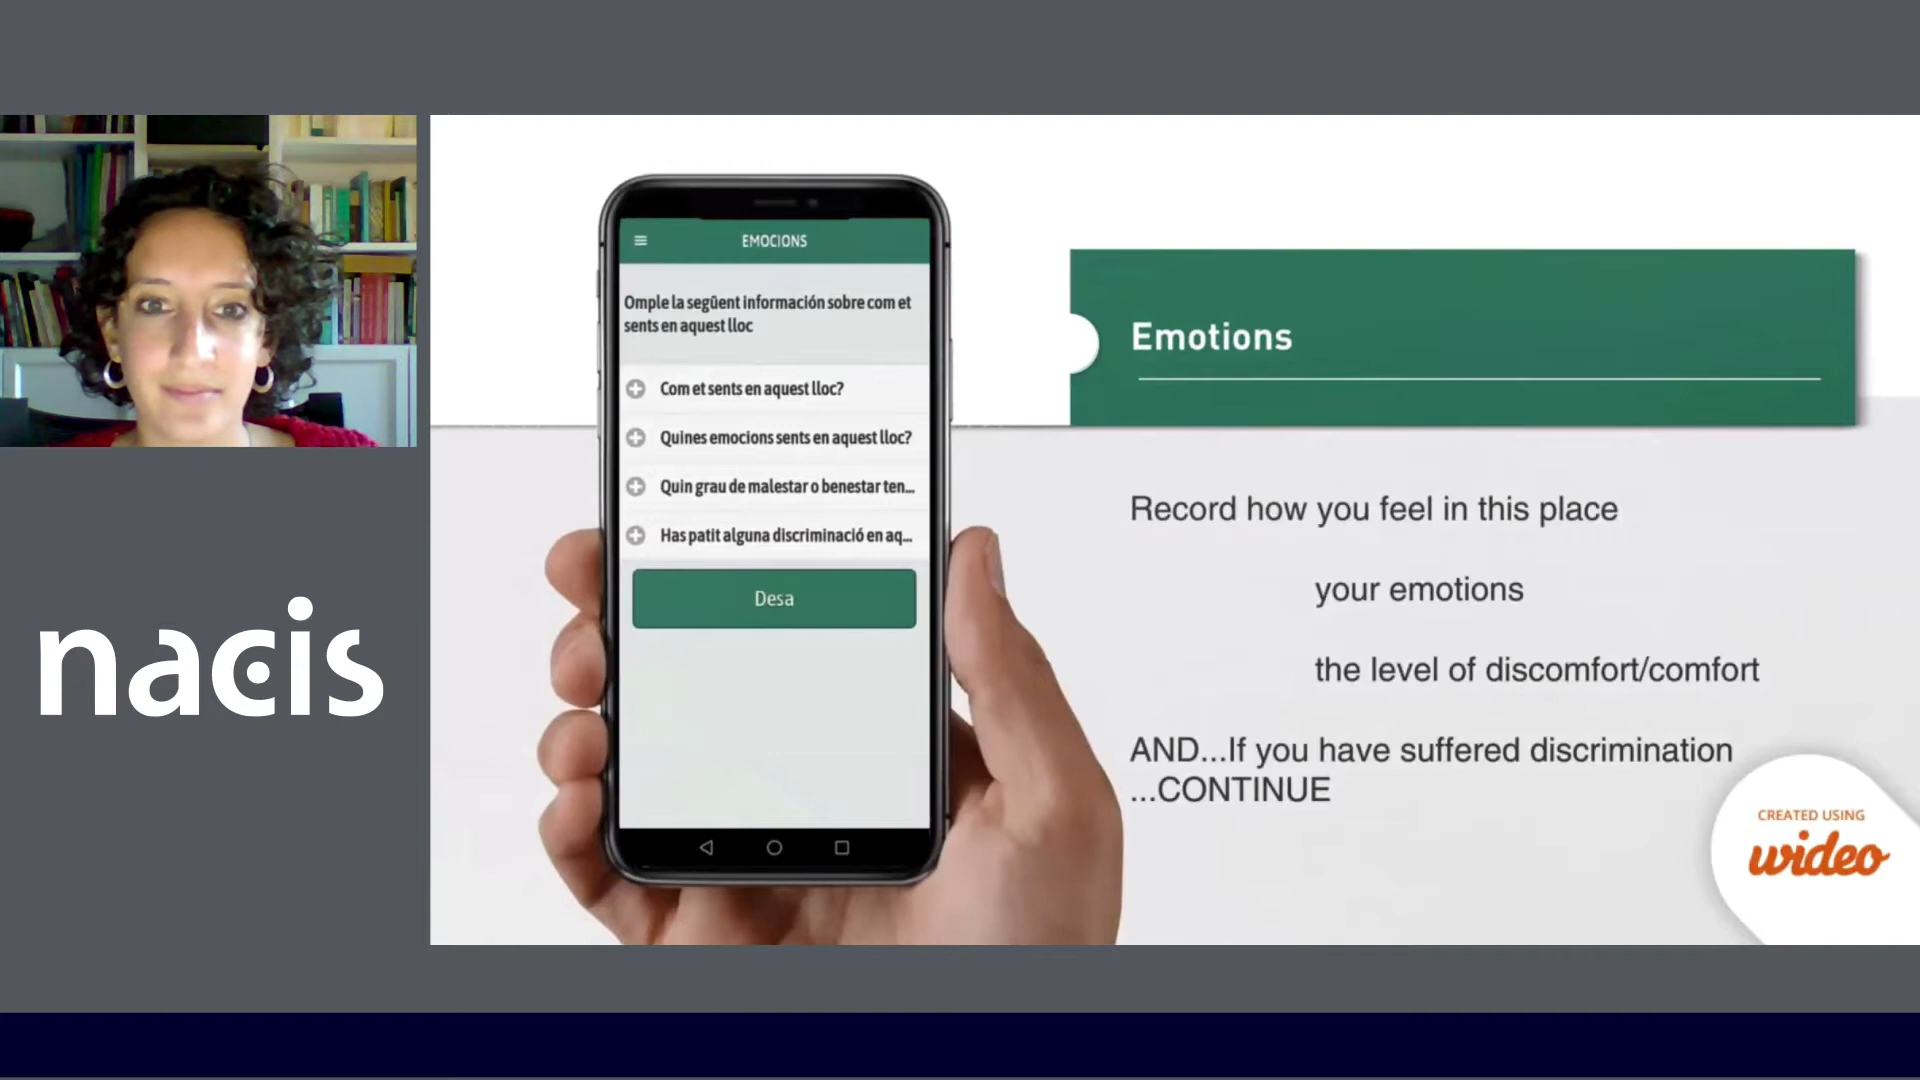 nacis
EMOCIONS
Omple la següent información sobre com et
sents en aquest lloc
Com et sents en aquest lloc?
Quines emocions sents en aquest lloc?
Quin grau de malestar o benestar ten...
Has patit alguna discriminació en aq...
Desa
Emotions
Record how you feel in this place
your emotions
the level of discomfort/comfort
AND...If you have suffered discrimination
...CONTINUE
CREATED USING
wideo